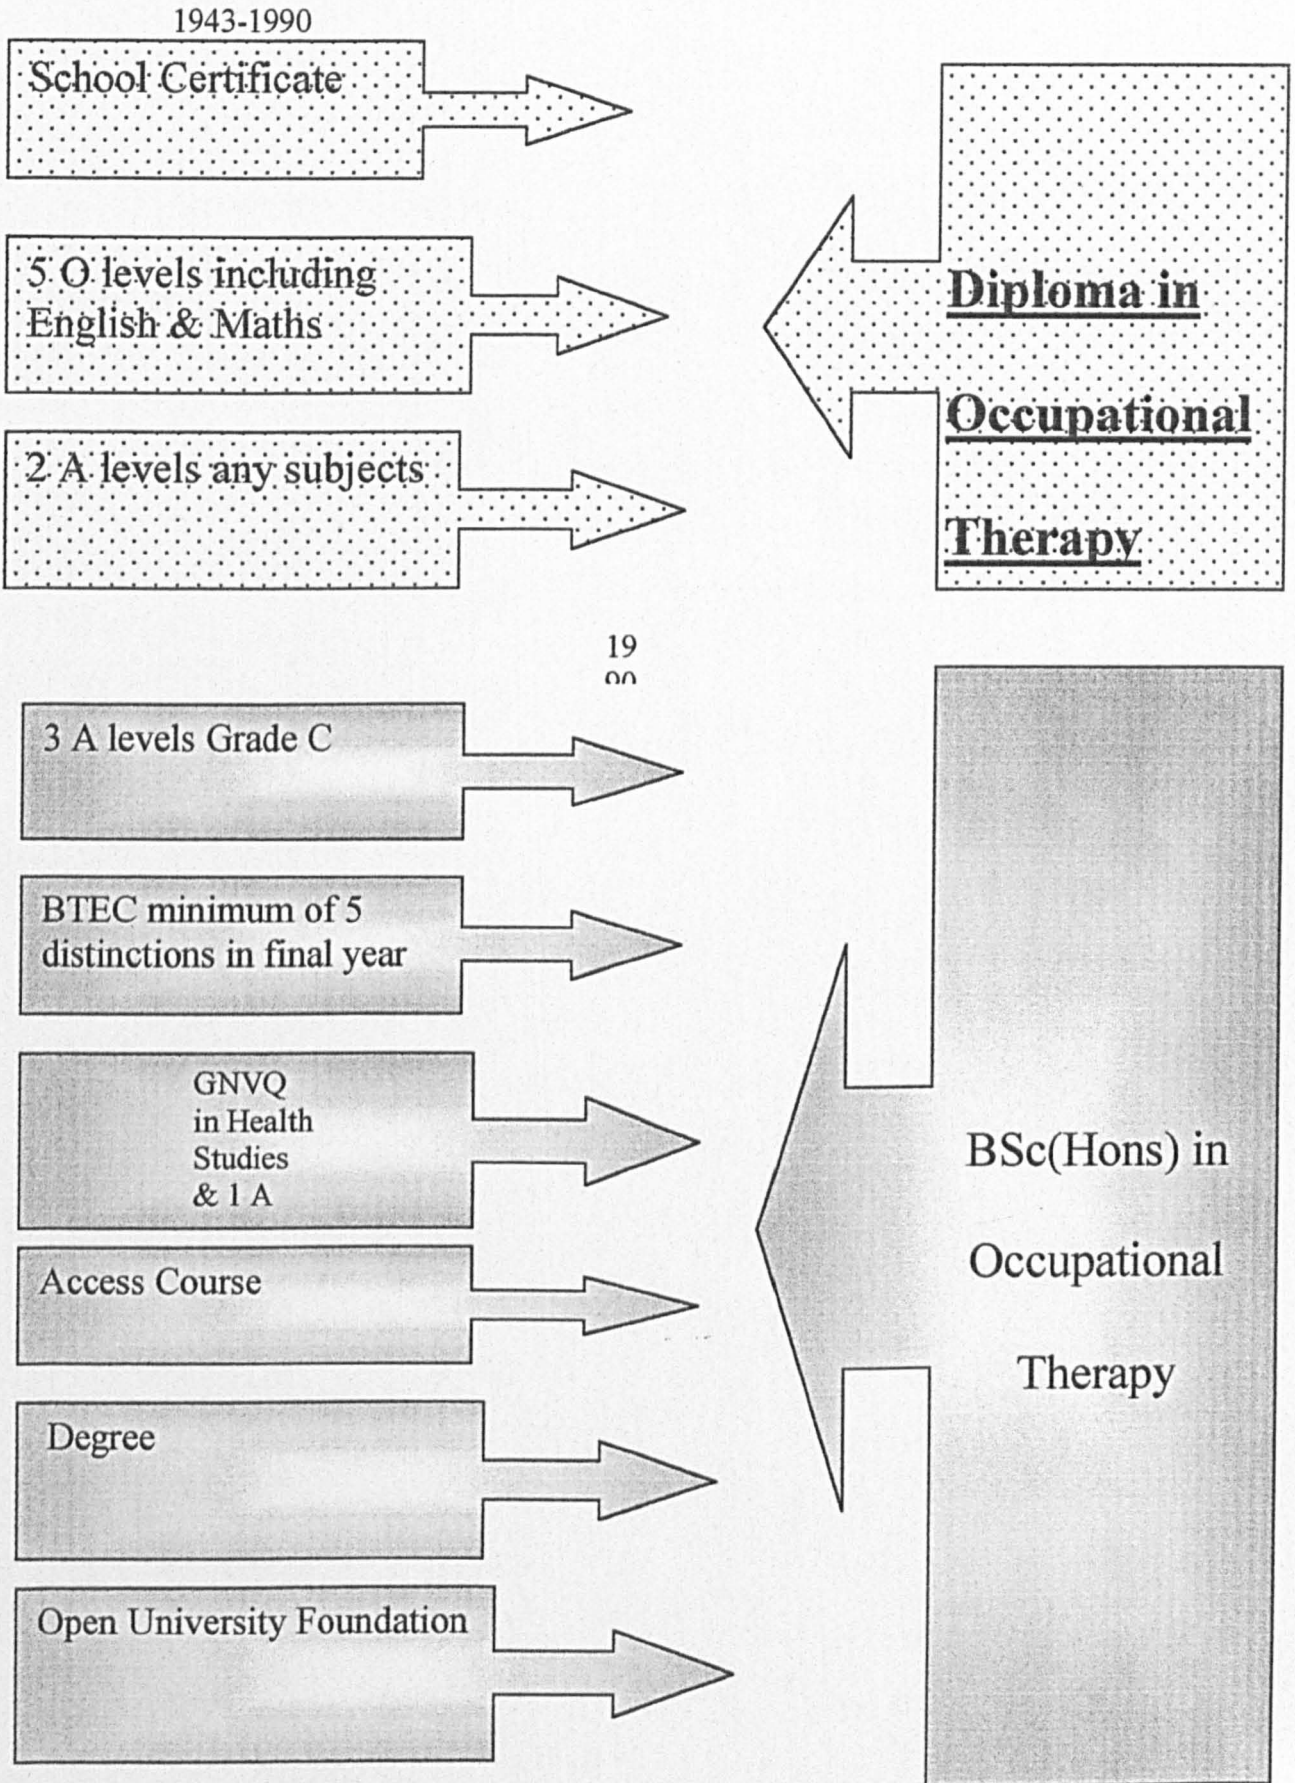 1943-1990
School Certificate
5 O levels including
English & Maths
2 A levels any subjects
Diploma in
Occupational
Therapy
19
3 A levels Grade C
BTEC minimum of 5
distinctions in final year
GNVQ
in Health
Studies
& 1 A
Access Course
Degree
Open University Foundation
BSc(Hons) in
Occupational
Therapy